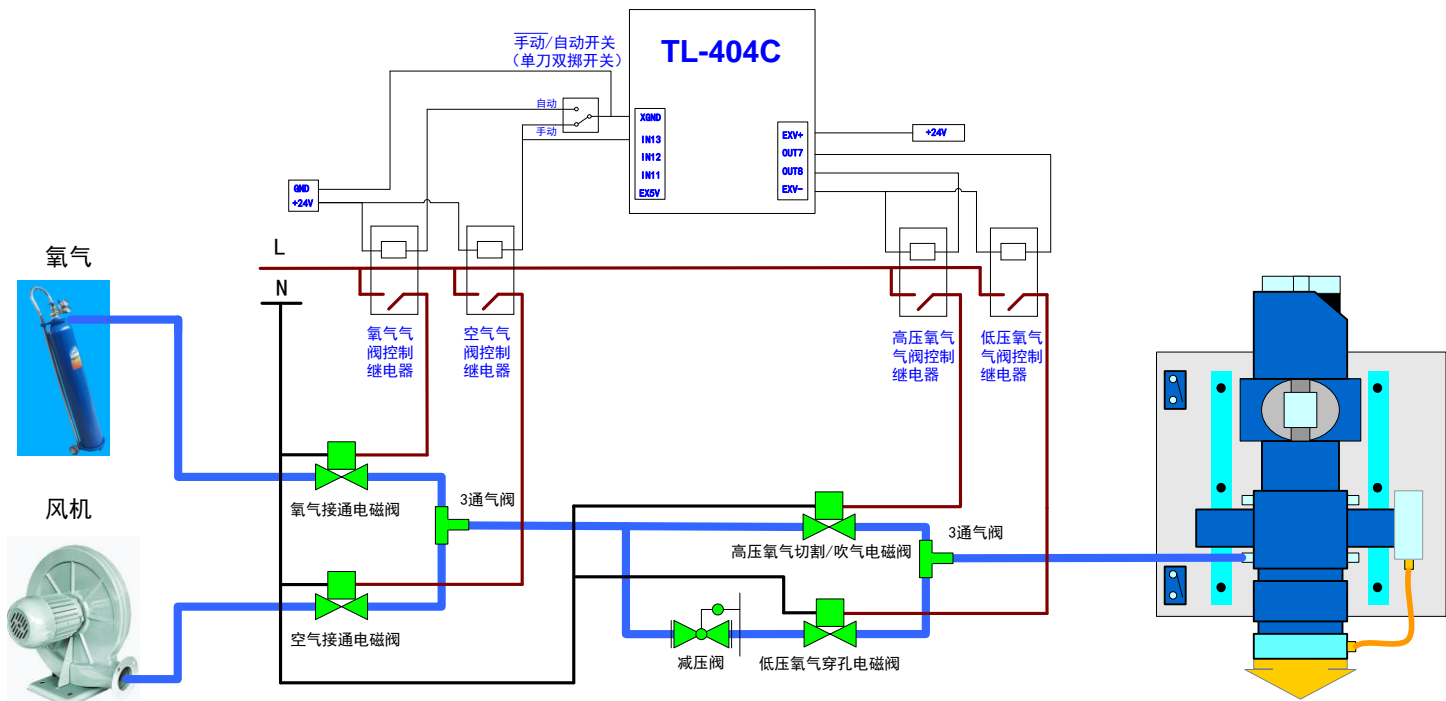 手动/自动开关
（单刀双掷开关）
TL-404C
自动
手动
XGND
IN13
IN12
IN11
EX5V
EXV+
OUT7
OUT8
EXV-
+24V
GND
+24V
L
N
氧气
氧气气
阀控制
继电器
空气气
阀控制
继电器
高压氧气
气阀控制
继电器
低压氧气
气阀控制
继电器
风机
氧气接通电磁阀
3通气阀
高压氧气切割/吹气电磁阀
3通气阀
空气接通电磁阀
减压阀
低压氧气穿孔电磁阀